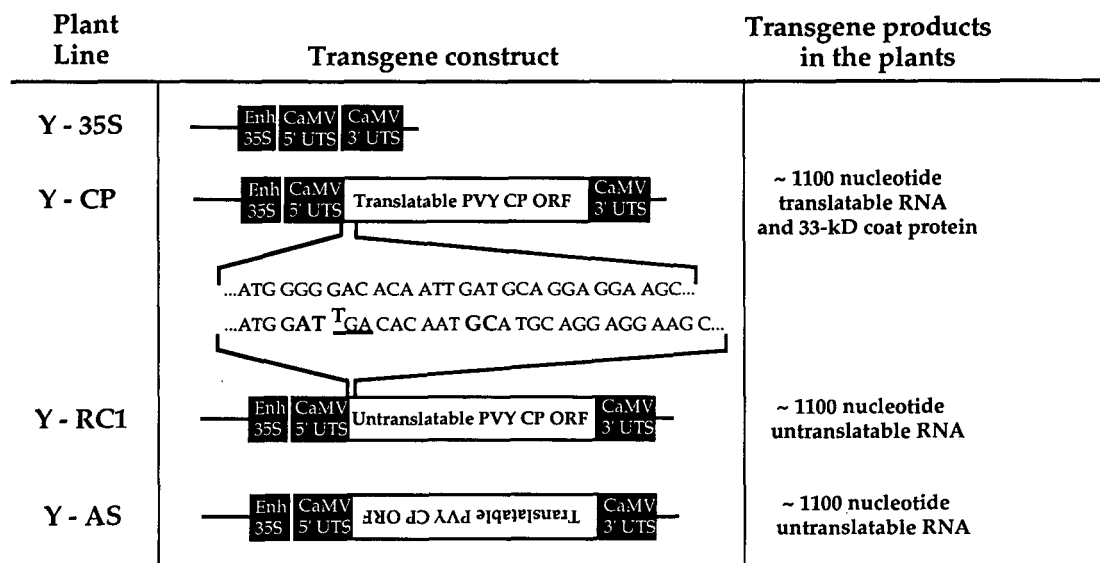 Plant
Line
Transgene construct
Transgene products
in the plants
Y - 35S
Enh CaMV CaMV
35S 5' UTS 3' UTS
Y - CP
Enh CaMV Translatable PVY CP ORF CaMV
35S 5' UTS 3' UTS
~ 1100 nucleotide
translatable RNA
and 33-kD coat protein
...ATG GGG GAC ACA ATT GAT GCA GGA GGA AGC...
...ATG GAT TGA CAC AAT GCA TGC AGG AGG AAG C...
Y - RC1
Enh CaMV Untranslatable PVY CP ORF CaMV
35S 5' UTS 3' UTS
~ 1100 nucleotide
untranslatable RNA
Y - AS
Enh CaMV Translatable PVY CP ORF CaMV
35S 5' UTS 3' UTS
~ 1100 nucleotide
untranslatable RNA